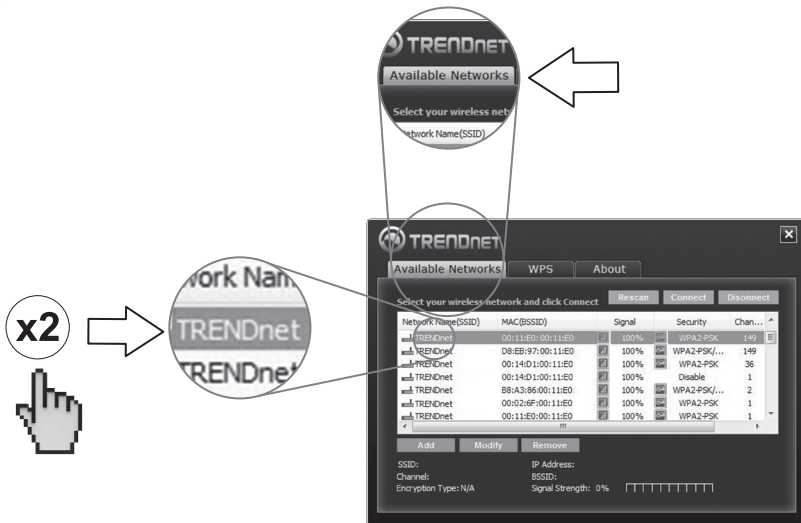 TRENDnet
Available Networks
Select your wireless net
Network Name(SSID)
x2
work Nam
TRENDnet
TRENDnet
TRENDnet
Available Networks WPS About
Select your wireless network and click Connect Rescan Connect Disonnect
Network Name(SSID) MAC(BSSID) Signal Security Chan...
TRENDnet 00:11:E0:00:11:E0 100% WPA2-PSK 149
TRENDnet D8:EB:97:00:11:E0 100% WPA2-PSK/... 149
TRENDnet 00:14:D1:00:11:E0 100% WPA2-PSK 36
TRENDnet 00:14:D1:00:11:E0 100% Disable 1
TRENDnet B8:A3:86:00:11:E0 100% WPA2-PSK/... 2
TRENDnet 00:02:6F:00:11:E0 100% WPA2-PSK 1
TRENDnet 00:11:E0:00:11:E0 100% WPA2-PSK 1
Add Modify Remove
SSID: IP Address:
Channel: BSSID:
Encryption Type: N/A Signal Strength: 0%